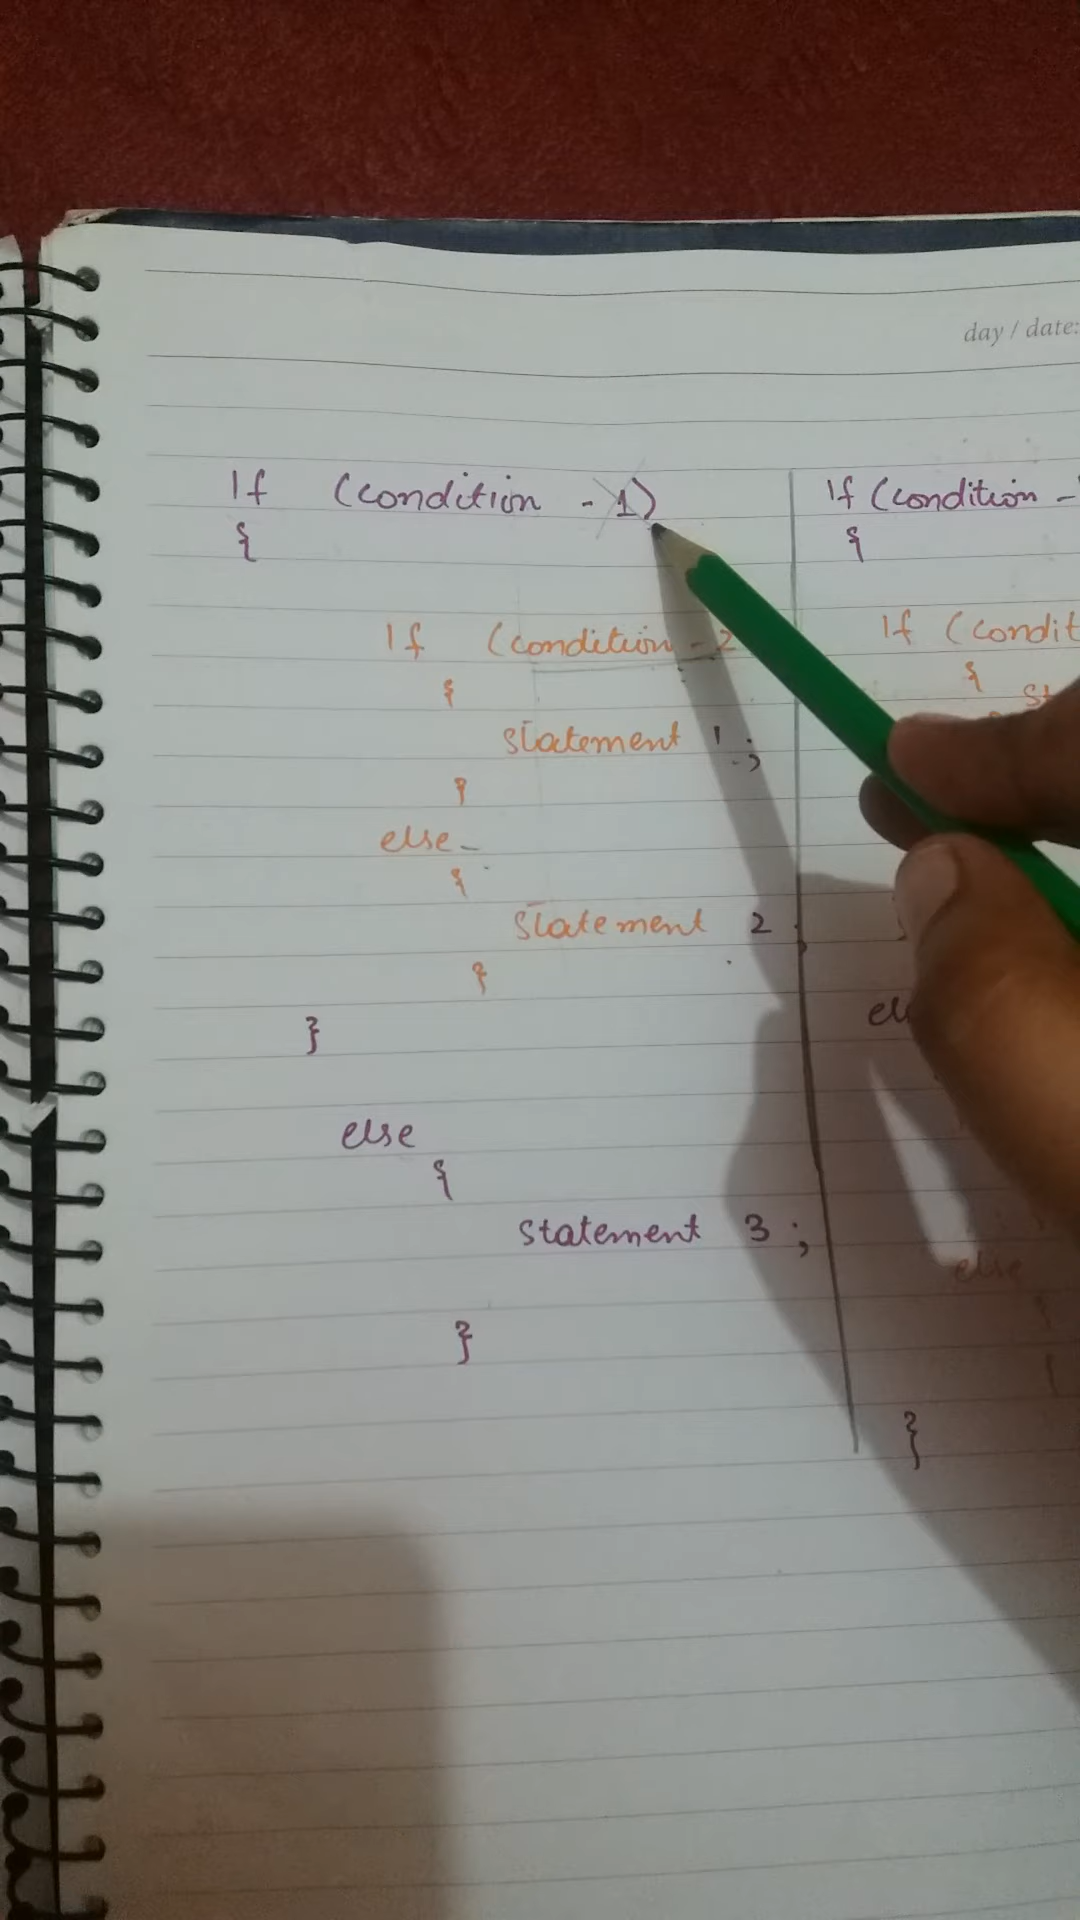 day / date:
If (condition - 1)
{
If (condition - 2
{
statement 1 ;
}
else -
{
statement 2
}
}
else
{
statement 3 ;
}
If (condition -
{
If (condit
{
else
}